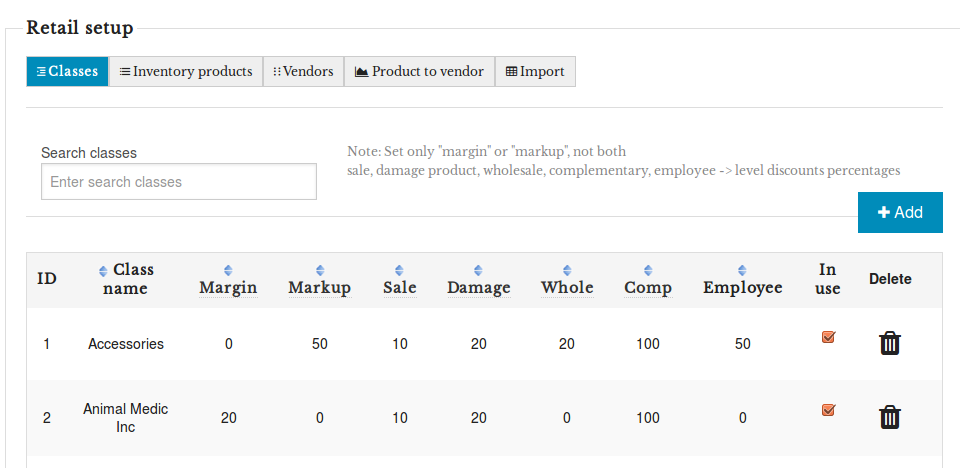 Retail setup
Classes Inventory products Vendors Product to vendor Import
Search classes
Enter search classes
Note: Set only "margin" or "markup", not both
sale, damage product, wholesale, complementary, employee -> level discounts percentages
Add
ID Class name Margin Markup Sale Damage Whole Comp Employee In use Delete
1 Accessories 0 50 10 20 20 100 50
2 Animal Medic Inc 20 0 10 20 0 100 0